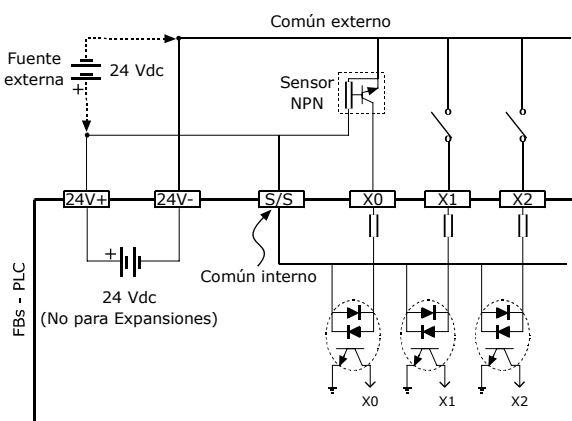 Común externo
Fuente
externa
24 Vdc
+
Sensor
NPN
24V+
24V-
S/S
X0
X1
X2
+
Común interno
24 Vdc
(No para Expansiones)
FBs - PLC
X0
X1
X2